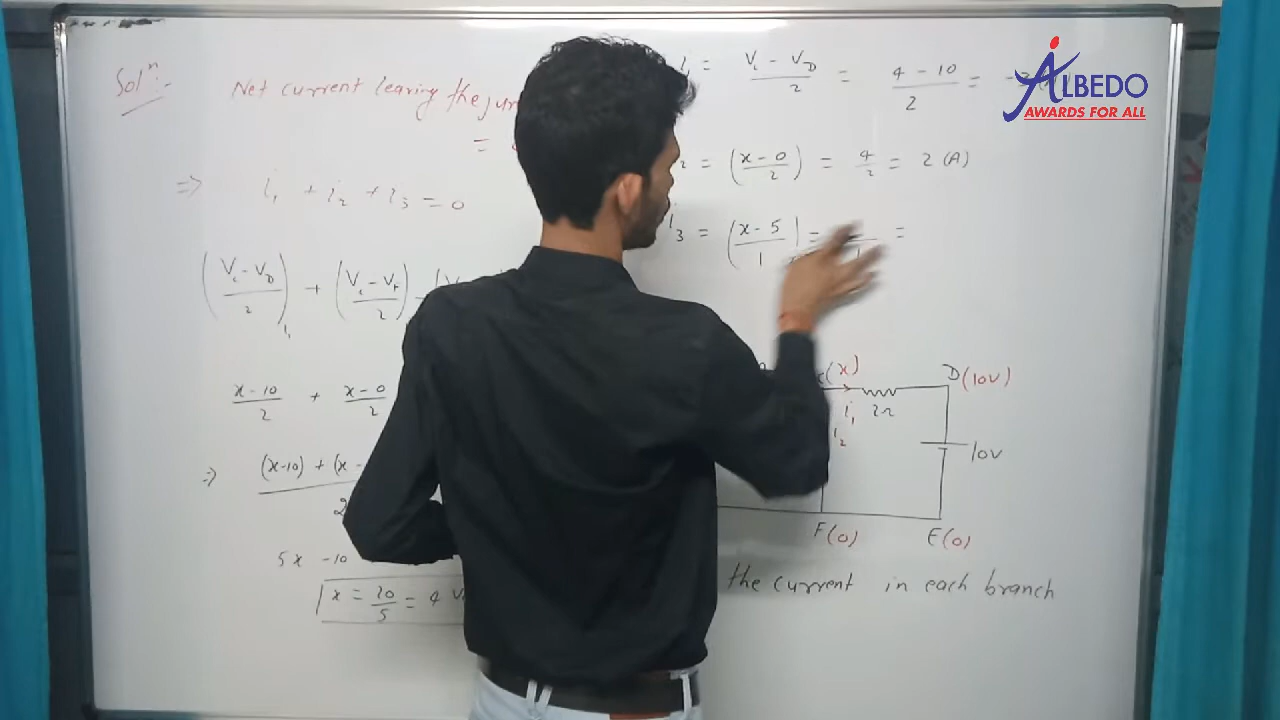 Solⁿ:-
Net current leaving the
=
=> i₁ + i₂ + i₃ = 0
((V_c - V_D)/2)_{i₁} + ((V_c - V_F)/2)
(x-10)/2 + (x-0)/2
=> (x-10) + (x -
2
5x -10
x = 20/5 = 4 V
i = (V_c - V_D)/2 = (4-10)/2 =
2 = ((x-0)/2) = 4/2 = 2 (A)
i₃ = ((x-5)/1) = /1 =
(x)
D(10V)
i₁ 2Ω
i₂
10V
F(0) E(0)
the current in each branch
ALBEDO
AWARDS FOR ALL